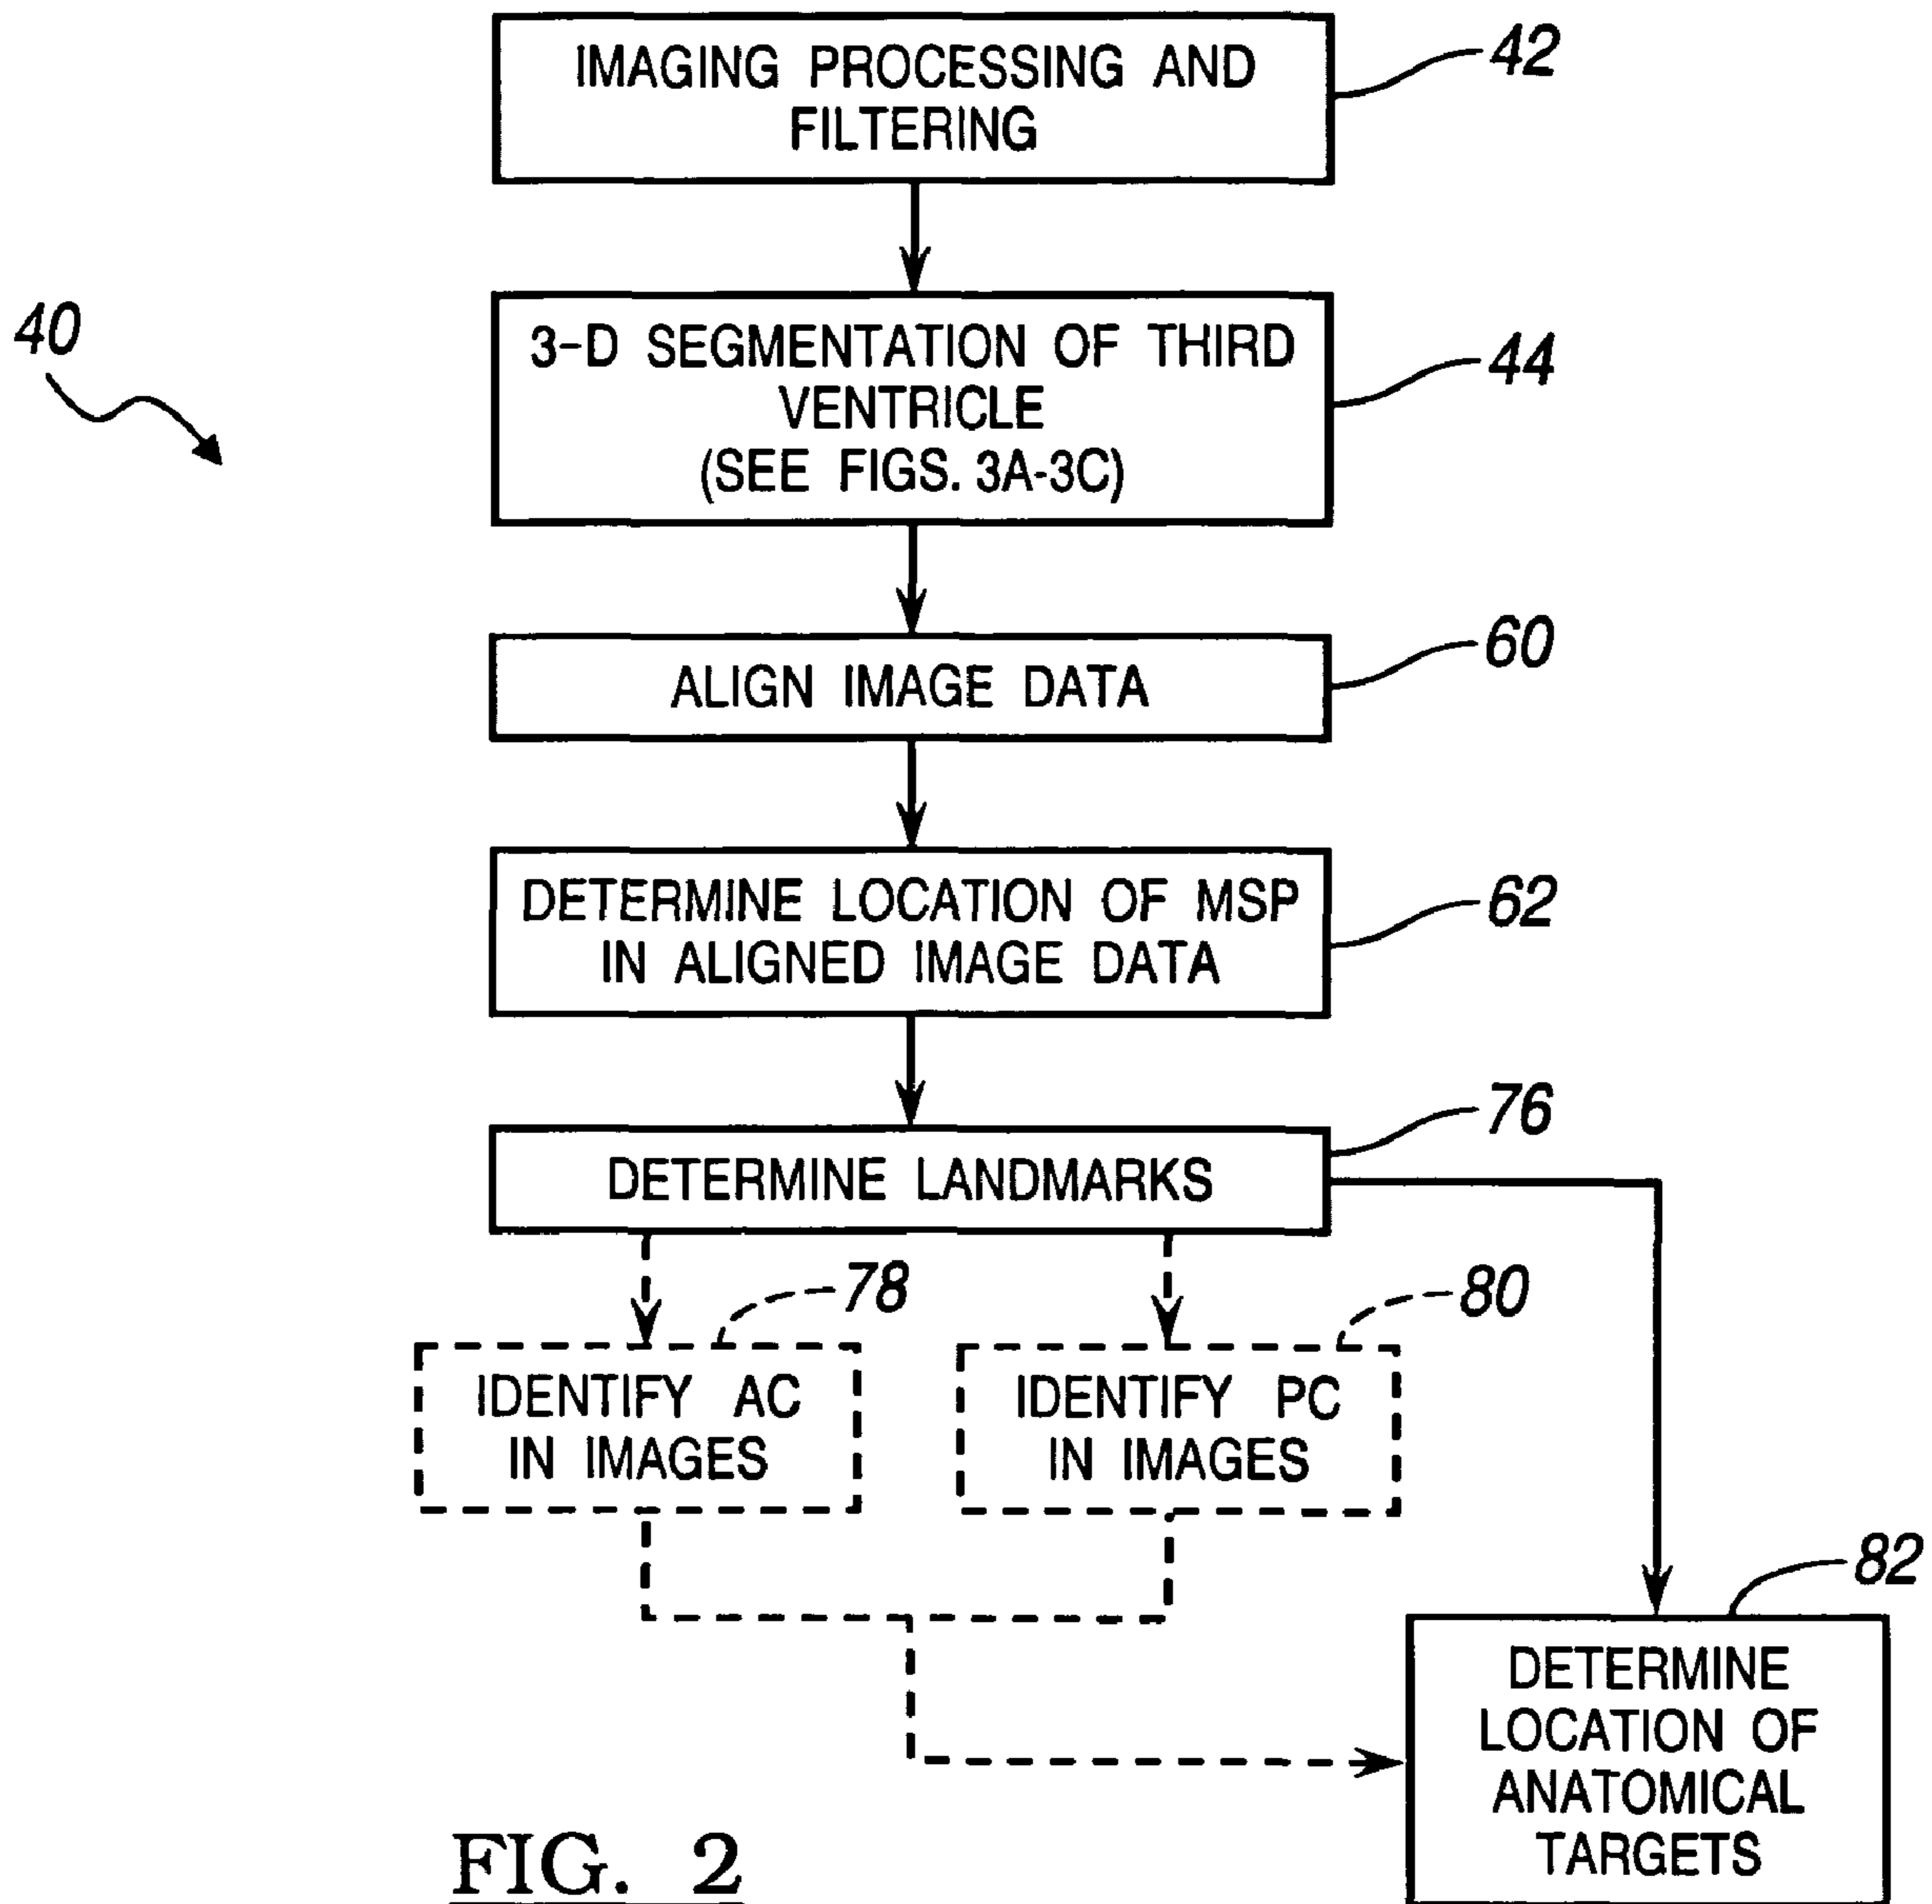 IMAGING PROCESSING AND
FILTERING
42
40
3-D SEGMENTATION OF THIRD
VENTRICLE
(SEE FIGS. 3A-3C)
44
ALIGN IMAGE DATA
60
DETERMINE LOCATION OF MSP
IN ALIGNED IMAGE DATA
62
DETERMINE LANDMARKS
76
78
80
IDENTIFY AC
IN IMAGES
IDENTIFY PC
IN IMAGES
82
DETERMINE
LOCATION OF
ANATOMICAL
TARGETS
FIG. 2